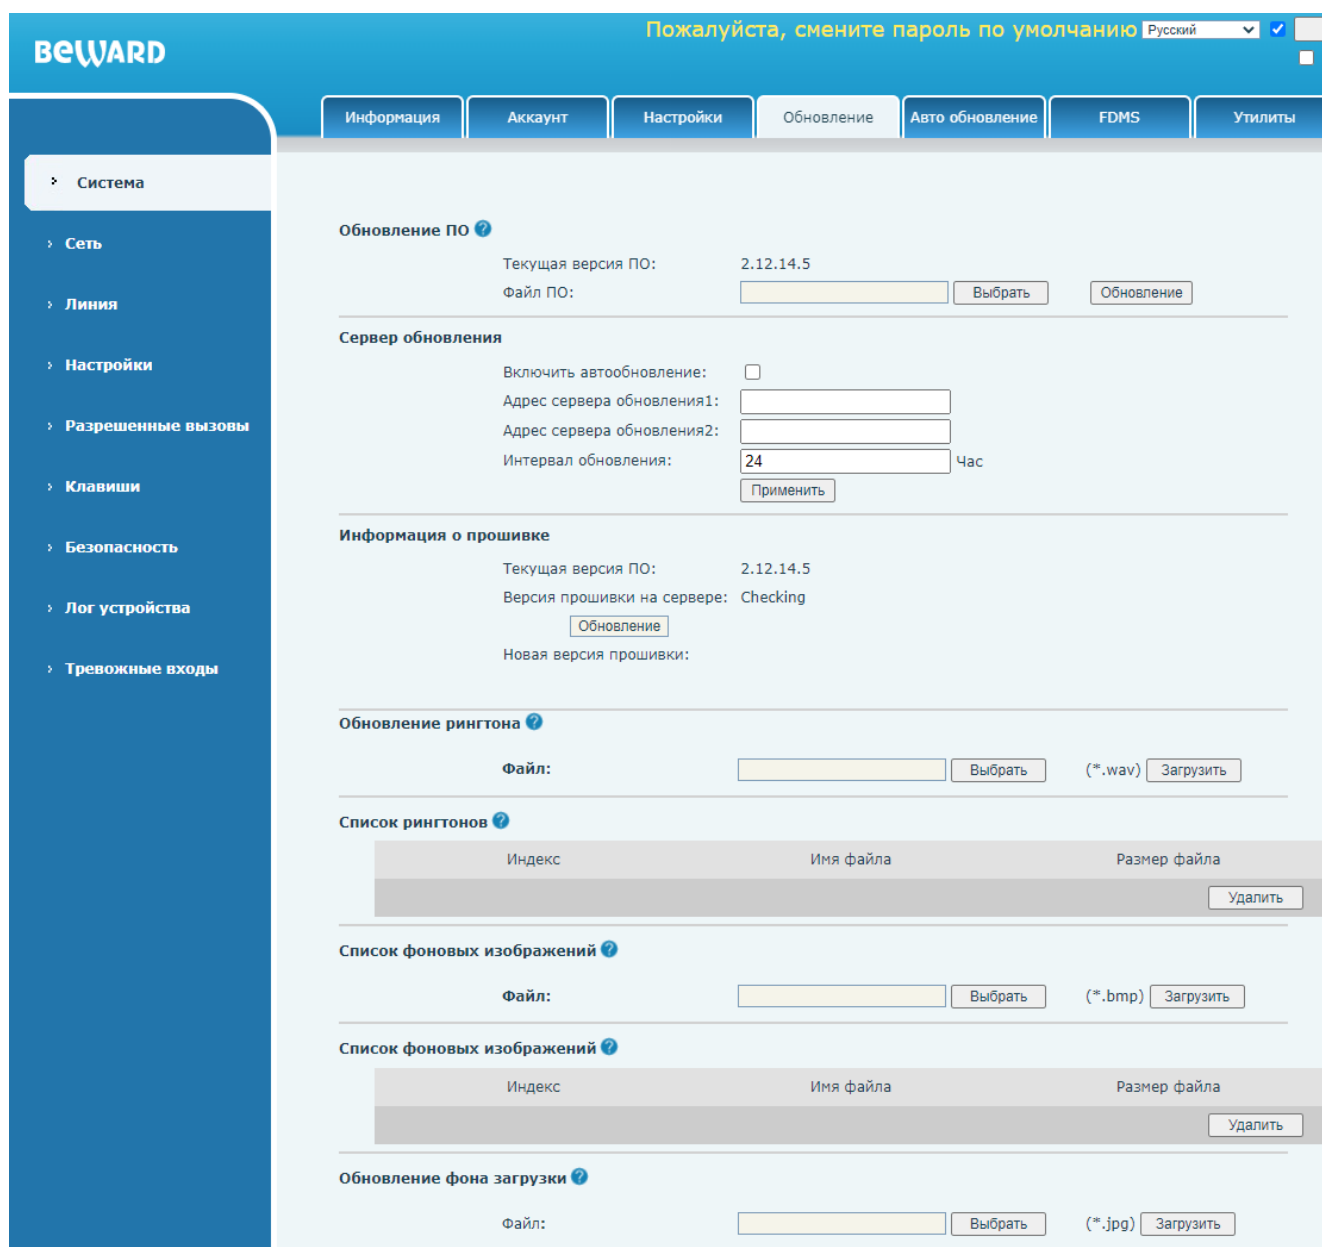 Пожалуйста, смените пароль по умолчанию Русский
BEWARD
Информация Аккаунт Настройки Обновление Авто обновление FDMS Утилиты
Система
Сеть
Линия
Настройки
Разрешенные вызовы
Клавиши
Безопасность
Лог устройства
Тревожные входы
Обновление ПО
Текущая версия ПО: 2.12.14.5
Файл ПО: Выбрать Обновление
Сервер обновления
Включить автообновление:
Адрес сервера обновления1:
Адрес сервера обновления2:
Интервал обновления: 24 Час
Применить
Информация о прошивке
Текущая версия ПО: 2.12.14.5
Версия прошивки на сервере: Checking
Обновление
Новая версия прошивки:
Обновление рингтона
Файл: Выбрать (*.wav) Загрузить
Список рингтонов
Индекс Имя файла Размер файла
Удалить
Список фоновых изображений
Файл: Выбрать (*.bmp) Загрузить
Список фоновых изображений
Индекс Имя файла Размер файла
Удалить
Обновление фона загрузки
Файл: Выбрать (*.jpg) Загрузить